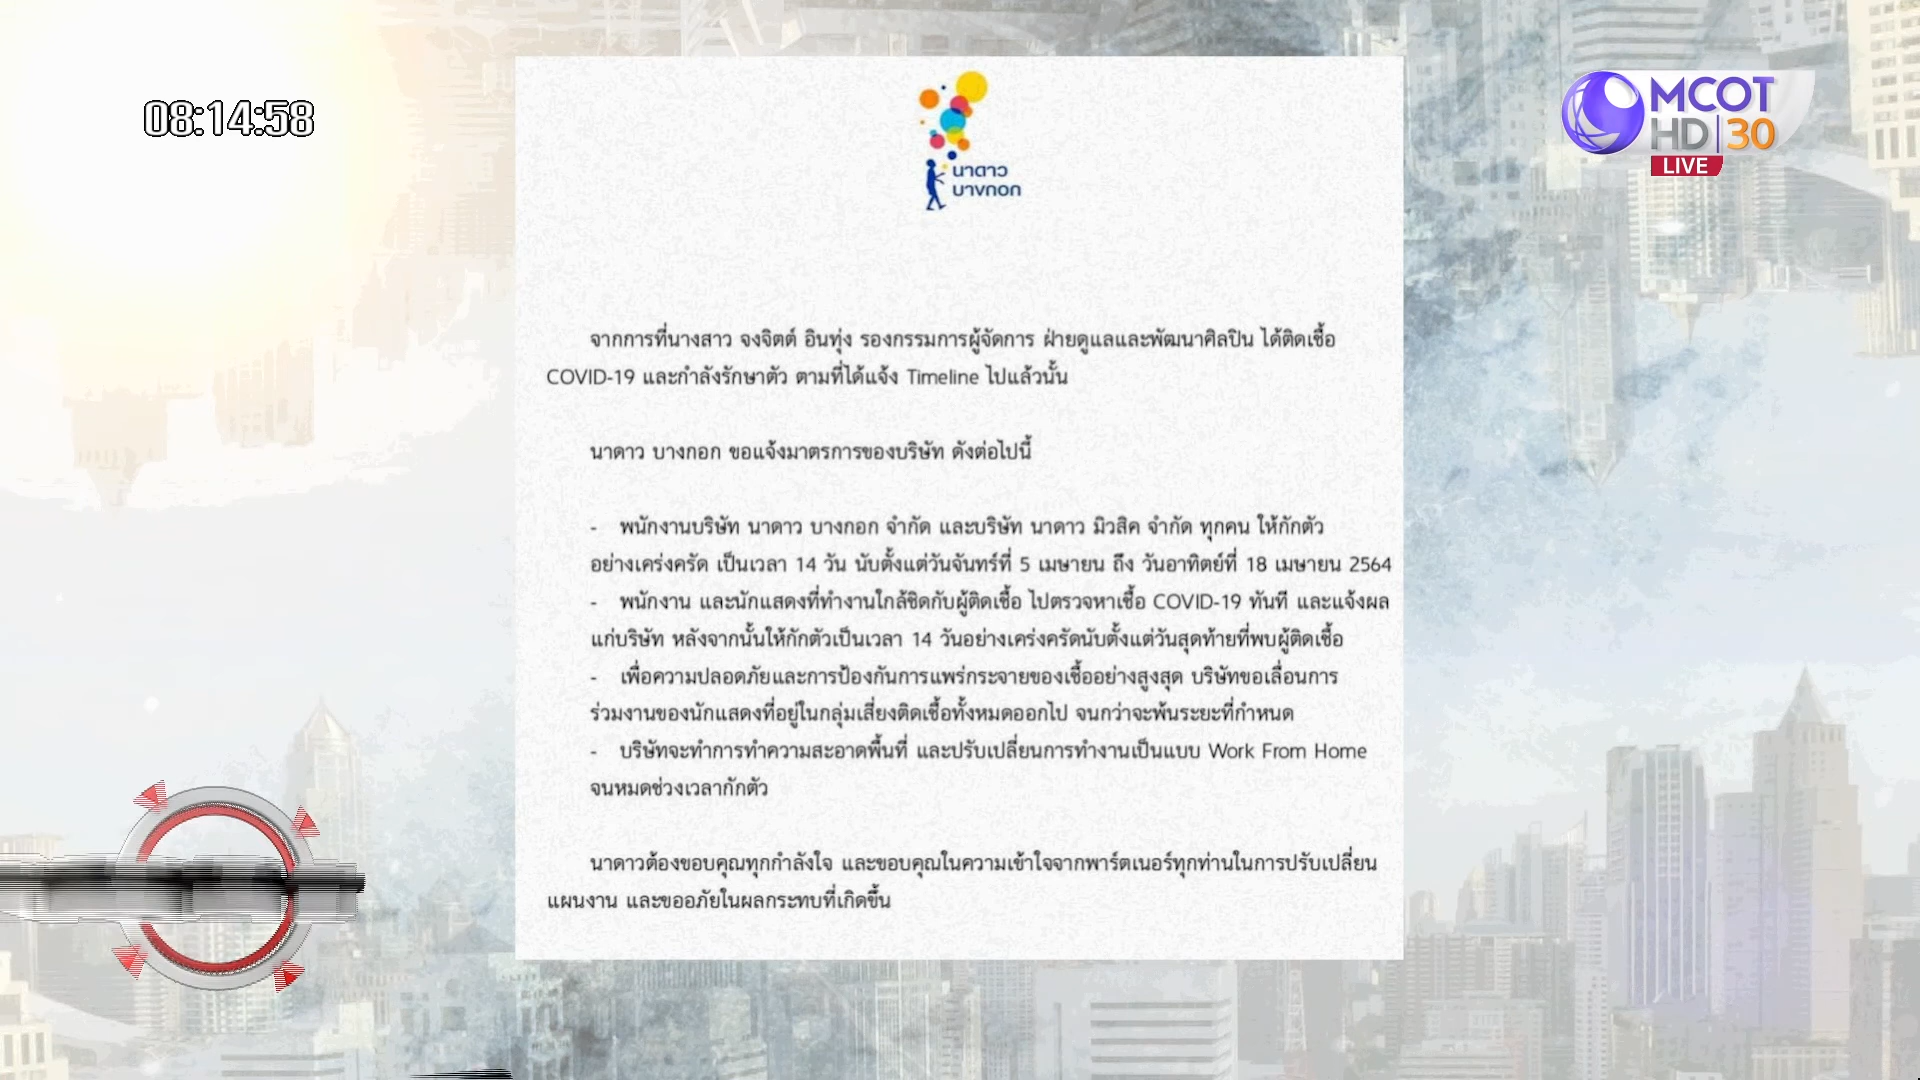 08:14:58
MCOT
HD 30
LIVE
นาดาว
บางกอก
จากการที่นางสาว จงจิตต์ อินทุ่ง รองกรรมการผู้จัดการ ฝ่ายดูแลและพัฒนาศิลปิน ได้ติดเชื้อ
COVID-19 และกำลังรักษาตัว ตามที่ได้แจ้ง Timeline ไปแล้วนั้น
นาดาว บางกอก ขอแจ้งมาตรการของบริษัท ดังต่อไปนี้
- พนักงานบริษัท นาดาว บางกอก จำกัด และบริษัท นาดาว มิวสิค จำกัด ทุกคน ให้กักตัว
อย่างเคร่งครัด เป็นเวลา 14 วัน นับตั้งแต่วันจันทร์ที่ 5 เมษายน ถึง วันอาทิตย์ที่ 18 เมษายน 2564
- พนักงาน และนักแสดงที่ทำงานใกล้ชิดกับผู้ติดเชื้อ ไปตรวจหาเชื้อ COVID-19 ทันที และแจ้งผล
แก่บริษัท หลังจากนั้นให้กักตัวเป็นเวลา 14 วันอย่างเคร่งครัดนับตั้งแต่วันสุดท้ายที่พบผู้ติดเชื้อ
- เพื่อความปลอดภัยและการป้องกันการแพร่กระจายของเชื้ออย่างสูงสุด บริษัทขอเลื่อนการ
ร่วมงานของนักแสดงที่อยู่ในกลุ่มเสี่ยงติดเชื้อทั้งหมดออกไป จนกว่าจะพ้นระยะที่กำหนด
- บริษัทจะทำการทำความสะอาดพื้นที่ และปรับเปลี่ยนการทำงานเป็นแบบ Work From Home
จนหมดช่วงเวลากักตัว
นาดาวต้องขอบคุณทุกกำลังใจ และขอบคุณในความเข้าใจจากพาร์ตเนอร์ทุกท่านในการปรับเปลี่ยน
แผนงาน และขออภัยในผลกระทบที่เกิดขึ้น